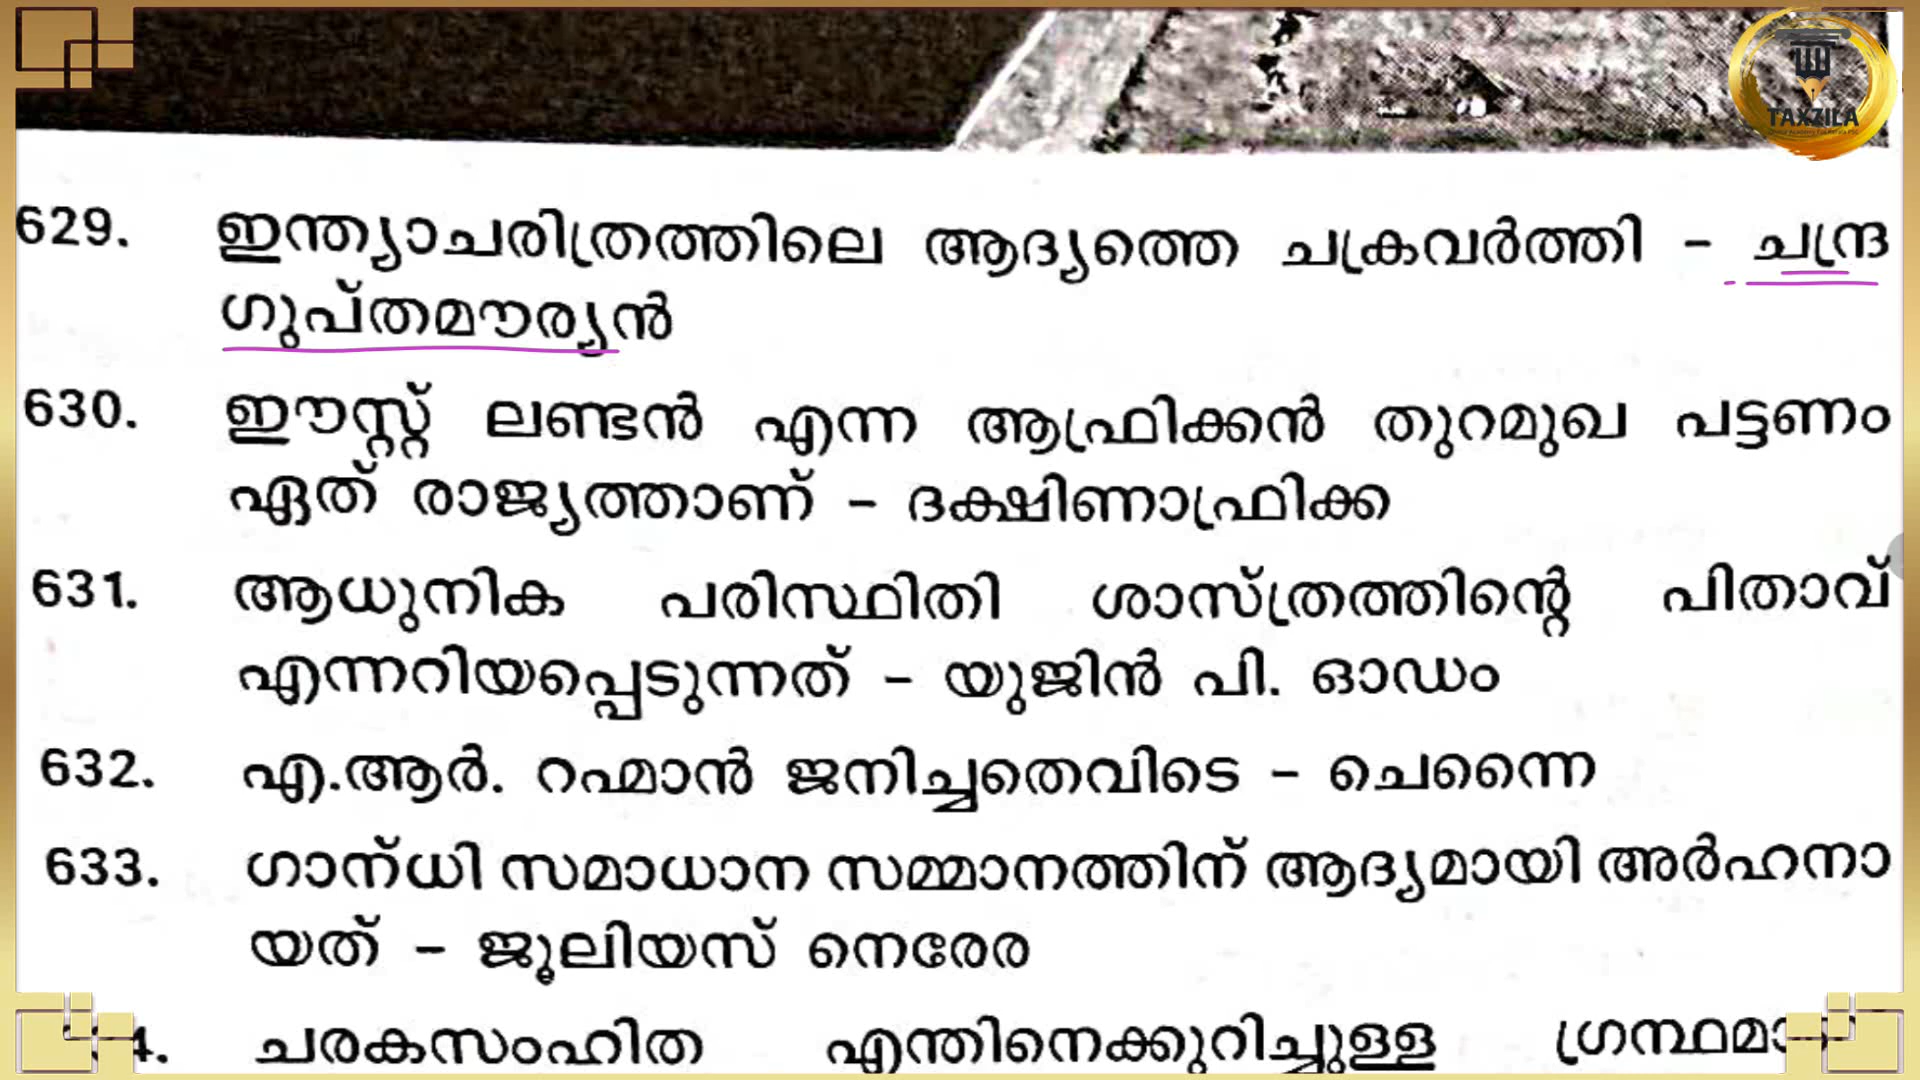 TAXZILA
629. ഇന്ത്യാചരിത്രത്തിലെ ആദ്യത്തെ ചക്രവർത്തി - ചന്ദ്ര
ഗുപ്തമൗര്യൻ
630. ഈസ്റ്റ് ലണ്ടൻ എന്ന ആഫ്രിക്കൻ തുറമുഖ പട്ടണം
ഏത് രാജ്യത്താണ് - ദക്ഷിണാഫ്രിക്ക
631. ആധുനിക പരിസ്ഥിതി ശാസ്ത്രത്തിന്റെ പിതാവ്
എന്നറിയപ്പെടുന്നത് - യുജിൻ പി. ഓഡം
632. എ.ആർ. റഹ്മാൻ ജനിച്ചതെവിടെ - ചെന്നൈ
633. ഗാന്ധി സമാധാന സമ്മാനത്തിന് ആദ്യമായി അർഹനാ
യത് - ജൂലിയസ് നെരേര
4. ചരകസംഹിത എന്തിനെക്കുറിച്ചുള്ള